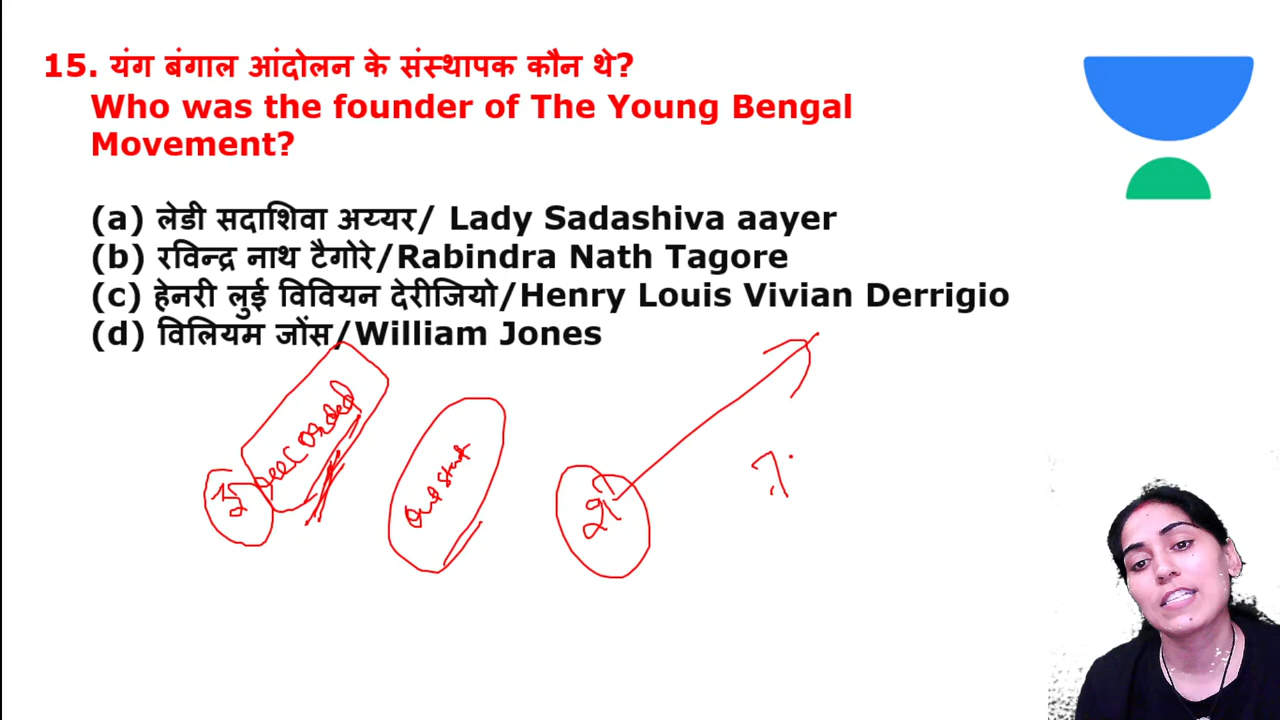 15. यंग बंगाल आंदोलन के संस्थापक कौन थे?
Who was the founder of The Young Bengal
Movement?
(a) लेडी सदाशिवा अय्यर/ Lady Sadashiva aayer
(b) रविन्द्र नाथ टैगोरे/Rabindra Nath Tagore
(c) हेनरी लुई विवियन देरीजियो/Henry Louis Vivian Derrigio
(d) विलियम जोंस/William Jones